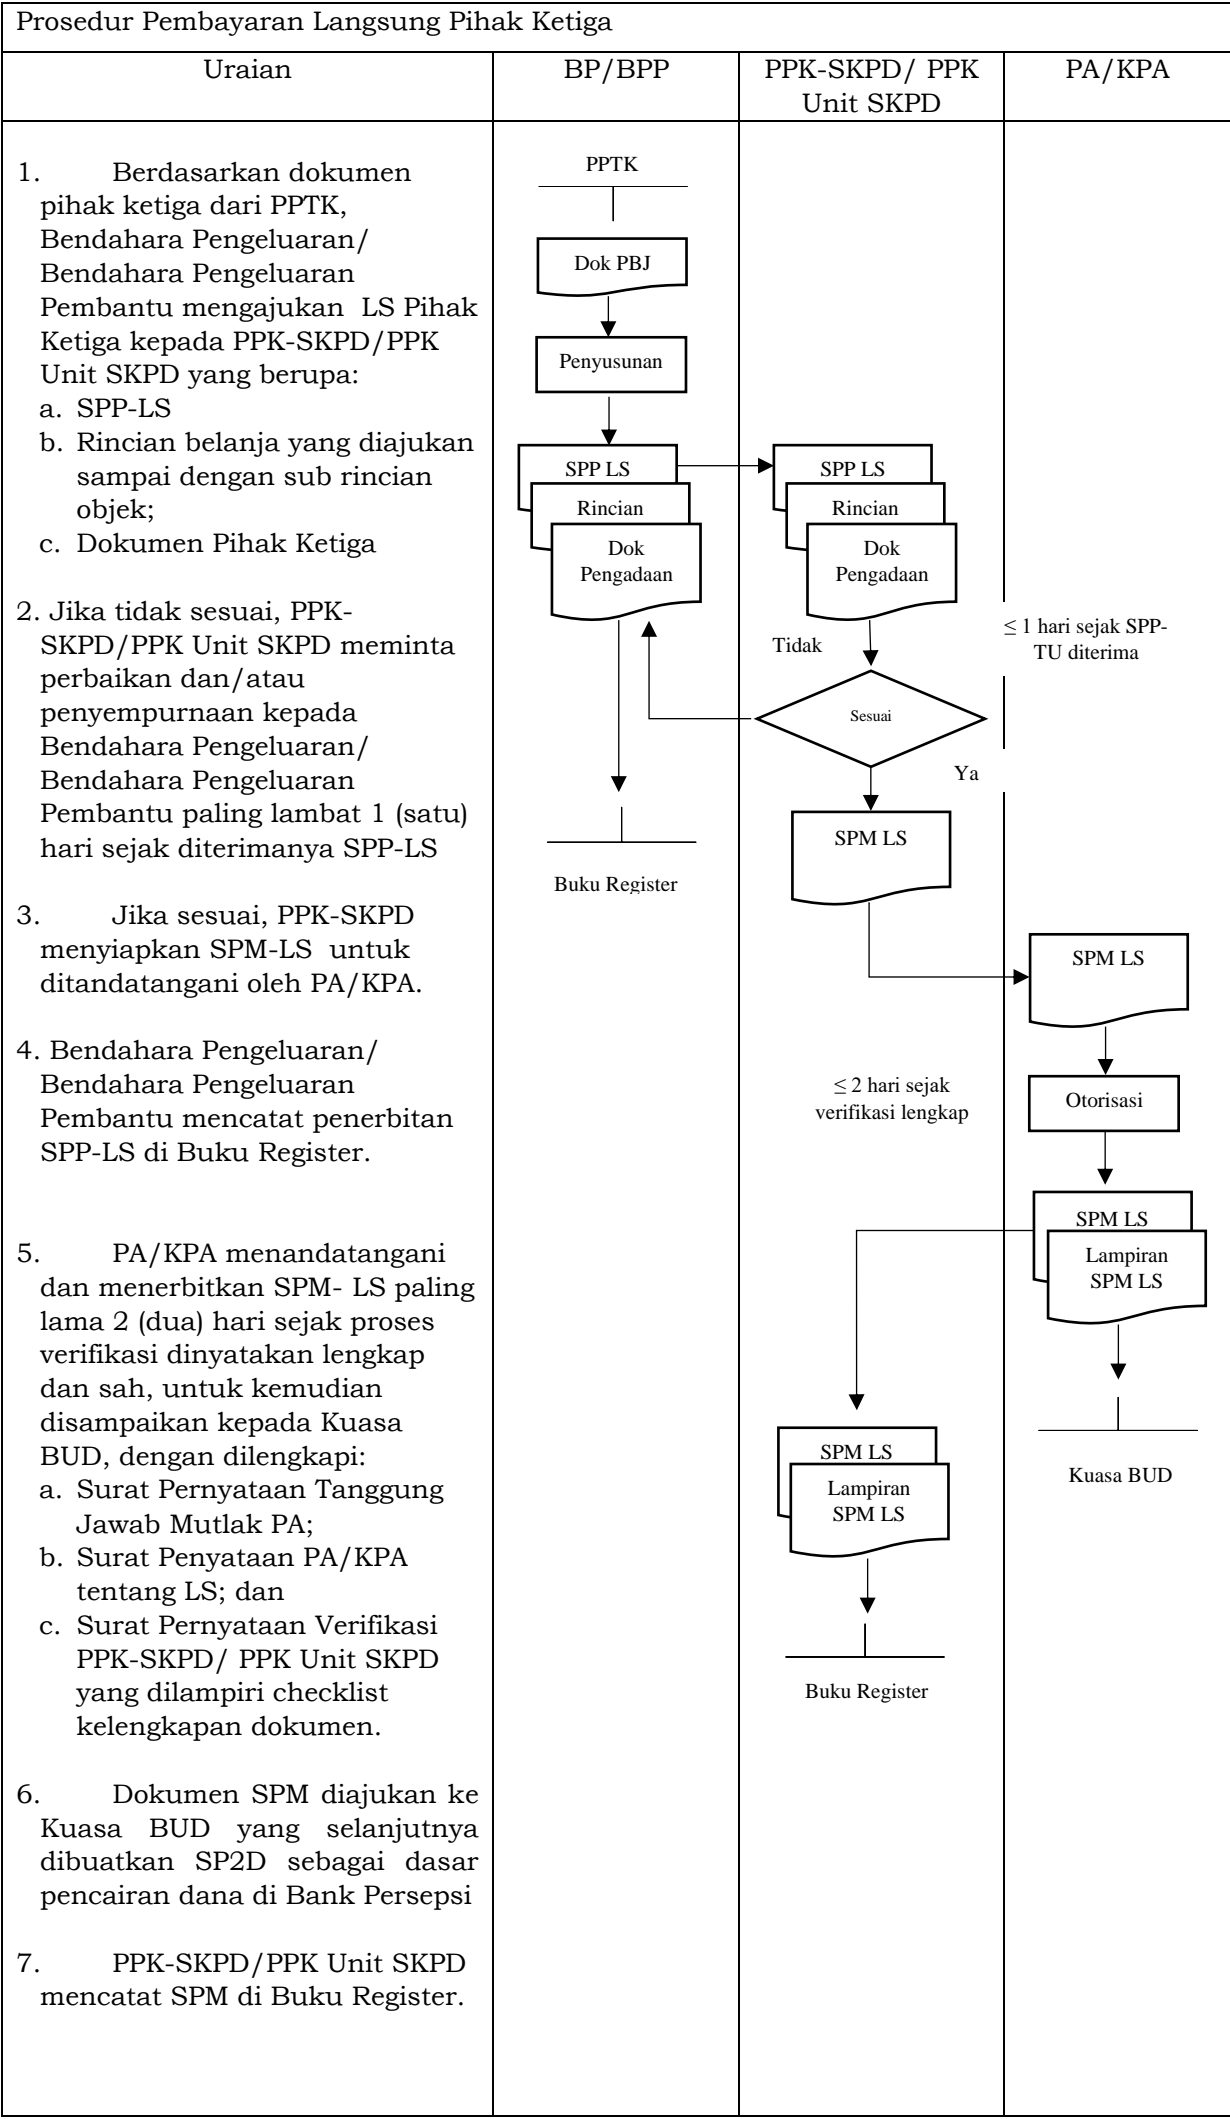 Prosedur Pembayaran Langsung Pihak Ketiga
Uraian
BP/BPP
PPK-SKPD/ PPK
Unit SKPD
PA/KPA
1. Berdasarkan dokumen
pihak ketiga dari PPTK,
Bendahara Pengeluaran/
Bendahara Pengeluaran
Pembantu mengajukan LS Pihak
Ketiga kepada PPK-SKPD/PPK
Unit SKPD yang berupa:
a. SPP-LS
b. Rincian belanja yang diajukan
sampai dengan sub rincian
objek;
c. Dokumen Pihak Ketiga
2. Jika tidak sesuai, PPK-
SKPD/PPK Unit SKPD meminta
perbaikan dan/atau
penyempurnaan kepada
Bendahara Pengeluaran/
Bendahara Pengeluaran
Pembantu paling lambat 1 (satu)
hari sejak diterimanya SPP-LS
3. Jika sesuai, PPK-SKPD
menyiapkan SPM-LS untuk
ditandatangani oleh PA/KPA.
4. Bendahara Pengeluaran/
Bendahara Pengeluaran
Pembantu mencatat penerbitan
SPP-LS di Buku Register.
5. PA/KPA menandatangani
dan menerbitkan SPM- LS paling
lama 2 (dua) hari sejak proses
verifikasi dinyatakan lengkap
dan sah, untuk kemudian
disampaikan kepada Kuasa
BUD, dengan dilengkapi:
a. Surat Pernyataan Tanggung
Jawab Mutlak PA;
b. Surat Penyataan PA/KPA
tentang LS; dan
c. Surat Pernyataan Verifikasi
PPK-SKPD/ PPK Unit SKPD
yang dilampiri checklist
kelengkapan dokumen.
6. Dokumen SPM diajukan ke
Kuasa BUD yang selanjutnya
dibuatkan SP2D sebagai dasar
pencairan dana di Bank Persepsi
7. PPK-SKPD/PPK Unit SKPD
mencatat SPM di Buku Register.
PPTK
Dok PBJ
Penyusunan
SPP LS
Rincian
Dok
Pengadaan
Buku Register
SPP LS
Rincian
Dok
Pengadaan
Tidak
Sesuai
Ya
SPM LS
≤ 1 hari sejak SPP-
TU diterima
SPM LS
≤ 2 hari sejak
verifikasi lengkap
Otorisasi
SPM LS
Lampiran
SPM LS
Kuasa BUD
SPM LS
Lampiran
SPM LS
Buku Register